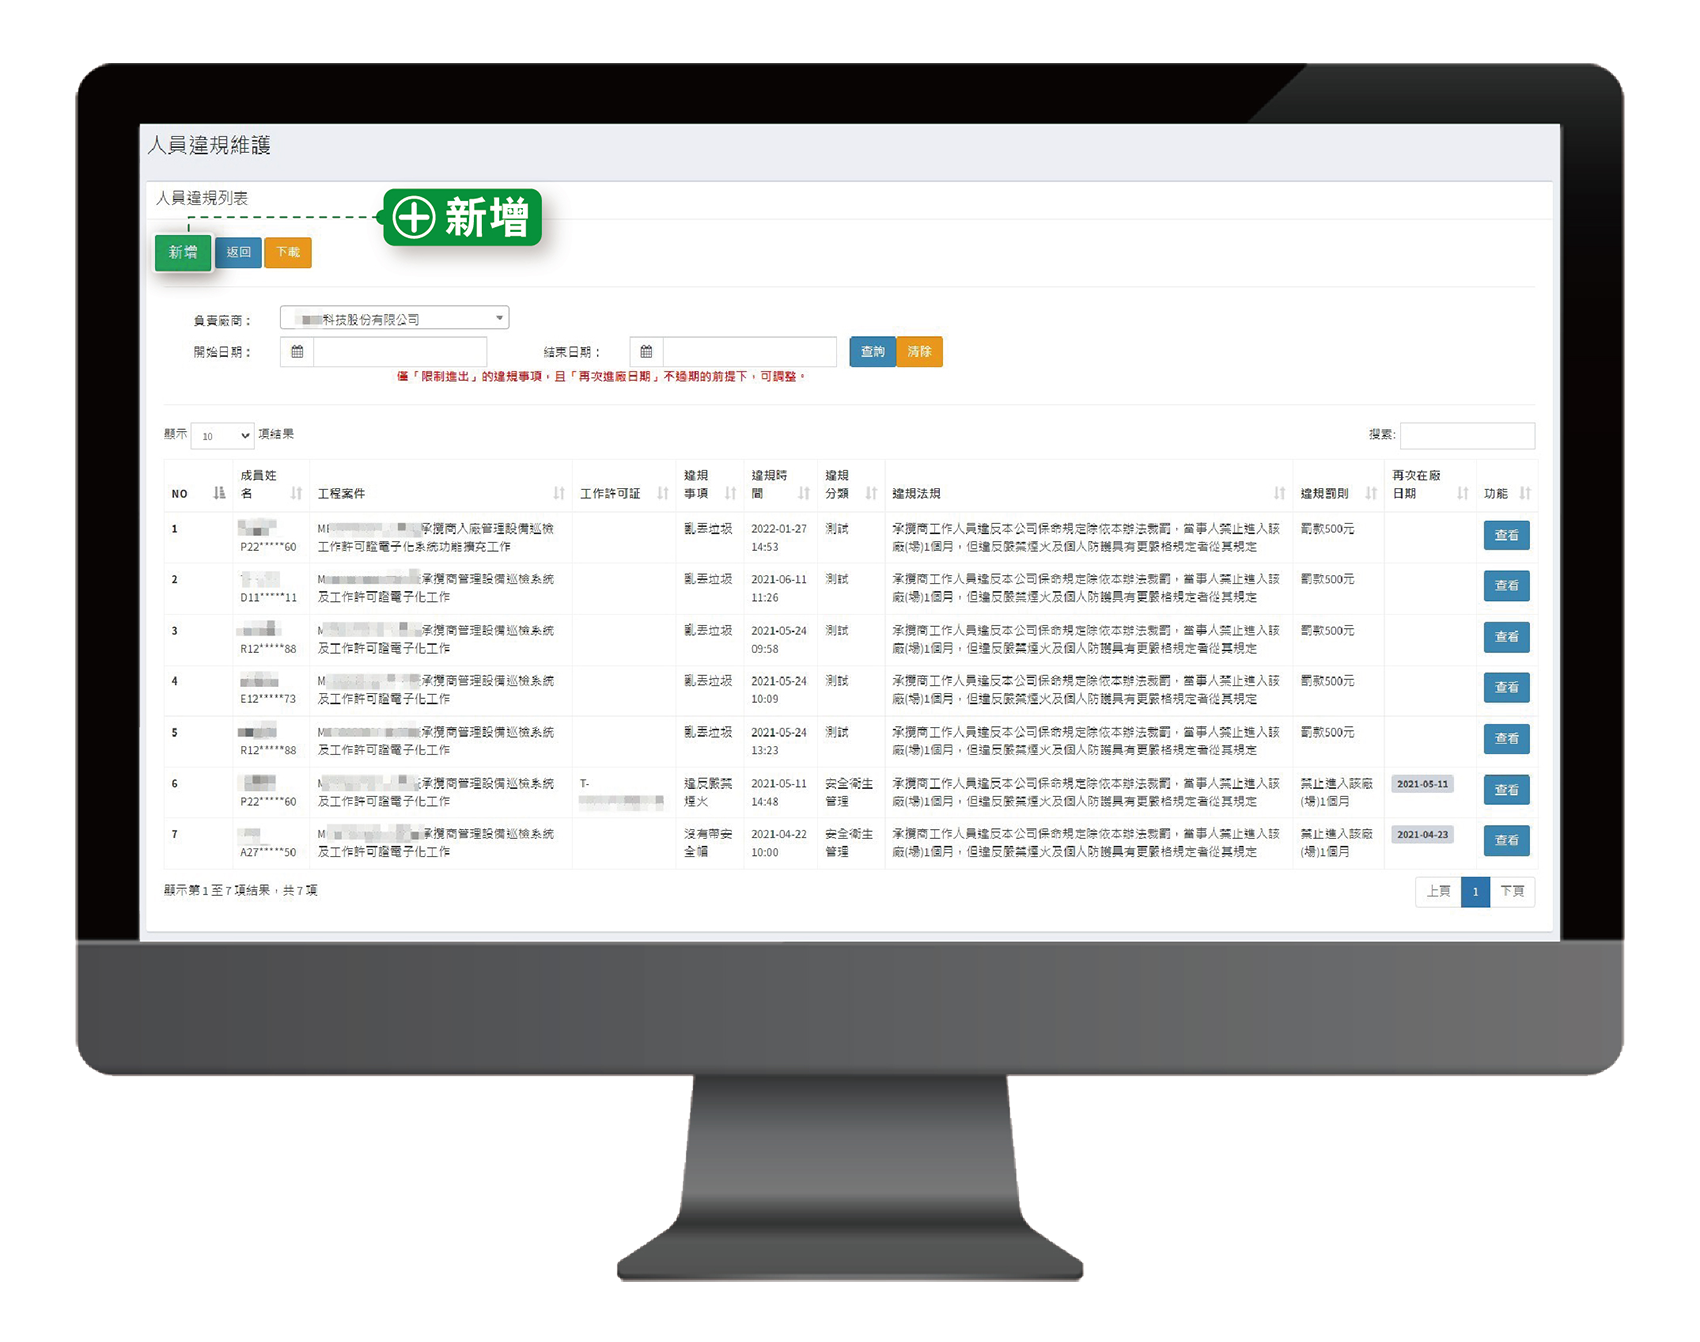 人員違規維護
人員違規列表
新增
新增 返回 下載
負責廠商：
科技股份有限公司
開始日期：
結束日期：
查詢 清除
僅「限制進出」的違規事項，且「再次進廠日期」不過期的前提下，可調整。
顯示 10 項結果
搜索:
NO 成員姓名 工程案件 工作許可証 違規事項 違規時間 違規分類 違規法規 違規罰則 再次在廠日期 功能
1 承攬商入廠管理設備巡檢 亂丟垃圾 2022-01-27 測試 承攬商工作人員違反本公司保命規定除依本辦法裁罰，當事人禁止進入該 罰款500元 查看
P22*****60 工作許可證電子化系統功能擴充工作 14:53 廠(場)1個月，但違反嚴禁煙火及個人防護具有更嚴格規定者從其規定
2 承攬商管理設備巡檢系統 亂丟垃圾 2021-06-11 測試 承攬商工作人員違反本公司保命規定除依本辦法裁罰，當事人禁止進入該 罰款500元 查看
D11*****11 及工作許可證電子化工作 11:26 廠(場)1個月，但違反嚴禁煙火及個人防護具有更嚴格規定者從其規定
3 承攬商管理設備巡檢系統 亂丟垃圾 2021-05-24 測試 承攬商工作人員違反本公司保命規定除依本辦法裁罰，當事人禁止進入該 罰款500元 查看
R12*****88 及工作許可證電子化工作 09:58 廠(場)1個月，但違反嚴禁煙火及個人防護具有更嚴格規定者從其規定
4 承攬商管理設備巡檢系統 亂丟垃圾 2021-05-24 測試 承攬商工作人員違反本公司保命規定除依本辦法裁罰，當事人禁止進入該 罰款500元 查看
E12*****73 及工作許可證電子化工作 10:09 廠(場)1個月，但違反嚴禁煙火及個人防護具有更嚴格規定者從其規定
5 承攬商管理設備巡檢系統 亂丟垃圾 2021-05-24 測試 承攬商工作人員違反本公司保命規定除依本辦法裁罰，當事人禁止進入該 罰款500元 查看
R12*****88 及工作許可證電子化工作 13:23 廠(場)1個月，但違反嚴禁煙火及個人防護具有更嚴格規定者從其規定
6 承攬商管理設備巡檢系統 T- 違反嚴禁 2021-05-11 安全衛生 承攬商工作人員違反本公司保命規定除依本辦法裁罰，當事人禁止進入該 禁止進入該廠 2021-05-11 查看
P22*****60 及工作許可證電子化工作 煙火 14:48 管理 廠(場)1個月，但違反嚴禁煙火及個人防護具有更嚴格規定者從其規定 (場)1個月
7 承攬商管理設備巡檢系統 沒有帶安 2021-04-22 安全衛生 承攬商工作人員違反本公司保命規定除依本辦法裁罰，當事人禁止進入該 禁止進入該廠 2021-04-23 查看
A27*****50 及工作許可證電子化工作 全帽 10:00 管理 廠(場)1個月，但違反嚴禁煙火及個人防護具有更嚴格規定者從其規定 (場)1個月
顯示第1至7項結果，共7項
上頁 1 下頁